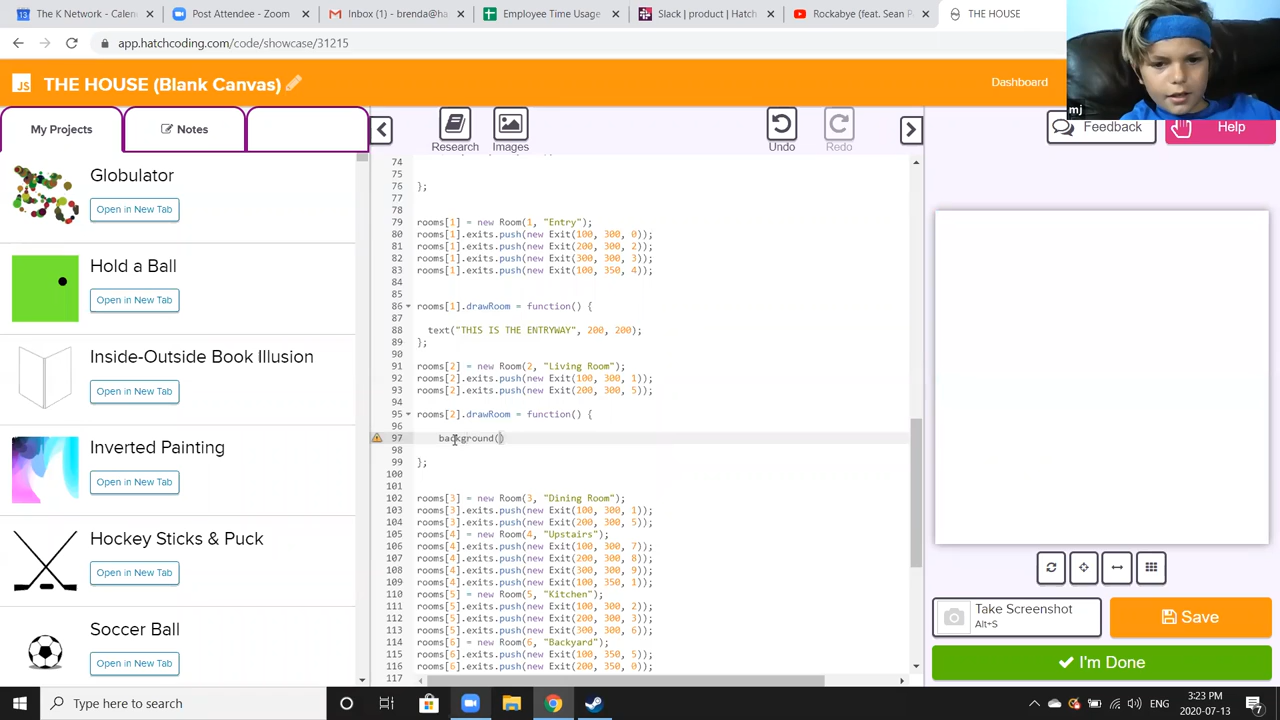 The K Network - Caler
Post Attendee - Zoom
Inbox (1) - brenda@ha
Employee Time Usage
Slack | product | Hatch
Rockabye (feat. Sean P
THE HOUSE
app.hatchcoding.com/code/showcase/31215
mj
JS THE HOUSE (Blank Canvas)
Dashboard
My Projects
Notes
Research
Images
Undo
Redo
Feedback
Help
Globulator
Open in New Tab
Hold a Ball
Open in New Tab
Inside-Outside Book Illusion
Open in New Tab
Inverted Painting
Open in New Tab
Hockey Sticks & Puck
Open in New Tab
Soccer Ball
Open in New Tab
74
75
76 };
77
78
79 rooms[1] = new Room(1, "Entry");
80 rooms[1].exits.push(new Exit(100, 300, 0));
81 rooms[1].exits.push(new Exit(200, 300, 2));
82 rooms[1].exits.push(new Exit(300, 300, 3));
83 rooms[1].exits.push(new Exit(100, 350, 4));
84
85
86 rooms[1].drawRoom = function() {
87
88 text("THIS IS THE ENTRYWAY", 200, 200);
89 };
90
91 rooms[2] = new Room(2, "Living Room");
92 rooms[2].exits.push(new Exit(100, 300, 1));
93 rooms[2].exits.push(new Exit(200, 300, 5));
94
95 rooms[2].drawRoom = function() {
96
97 background()
98
99 };
100
101
102 rooms[3] = new Room(3, "Dining Room");
103 rooms[3].exits.push(new Exit(100, 300, 1));
104 rooms[3].exits.push(new Exit(200, 300, 5));
105 rooms[4] = new Room(4, "Upstairs");
106 rooms[4].exits.push(new Exit(100, 300, 7));
107 rooms[4].exits.push(new Exit(200, 300, 8));
108 rooms[4].exits.push(new Exit(300, 300, 9));
109 rooms[4].exits.push(new Exit(100, 350, 1));
110 rooms[5] = new Room(5, "Kitchen");
111 rooms[5].exits.push(new Exit(100, 300, 2));
112 rooms[5].exits.push(new Exit(200, 300, 3));
113 rooms[5].exits.push(new Exit(300, 300, 6));
114 rooms[6] = new Room(6, "Backyard");
115 rooms[6].exits.push(new Exit(100, 350, 5));
116 rooms[6].exits.push(new Exit(200, 350, 0));
117
Take Screenshot
Alt+S
Save
I'm Done
Type here to search
ENG
3:23 PM
2020-07-13
7